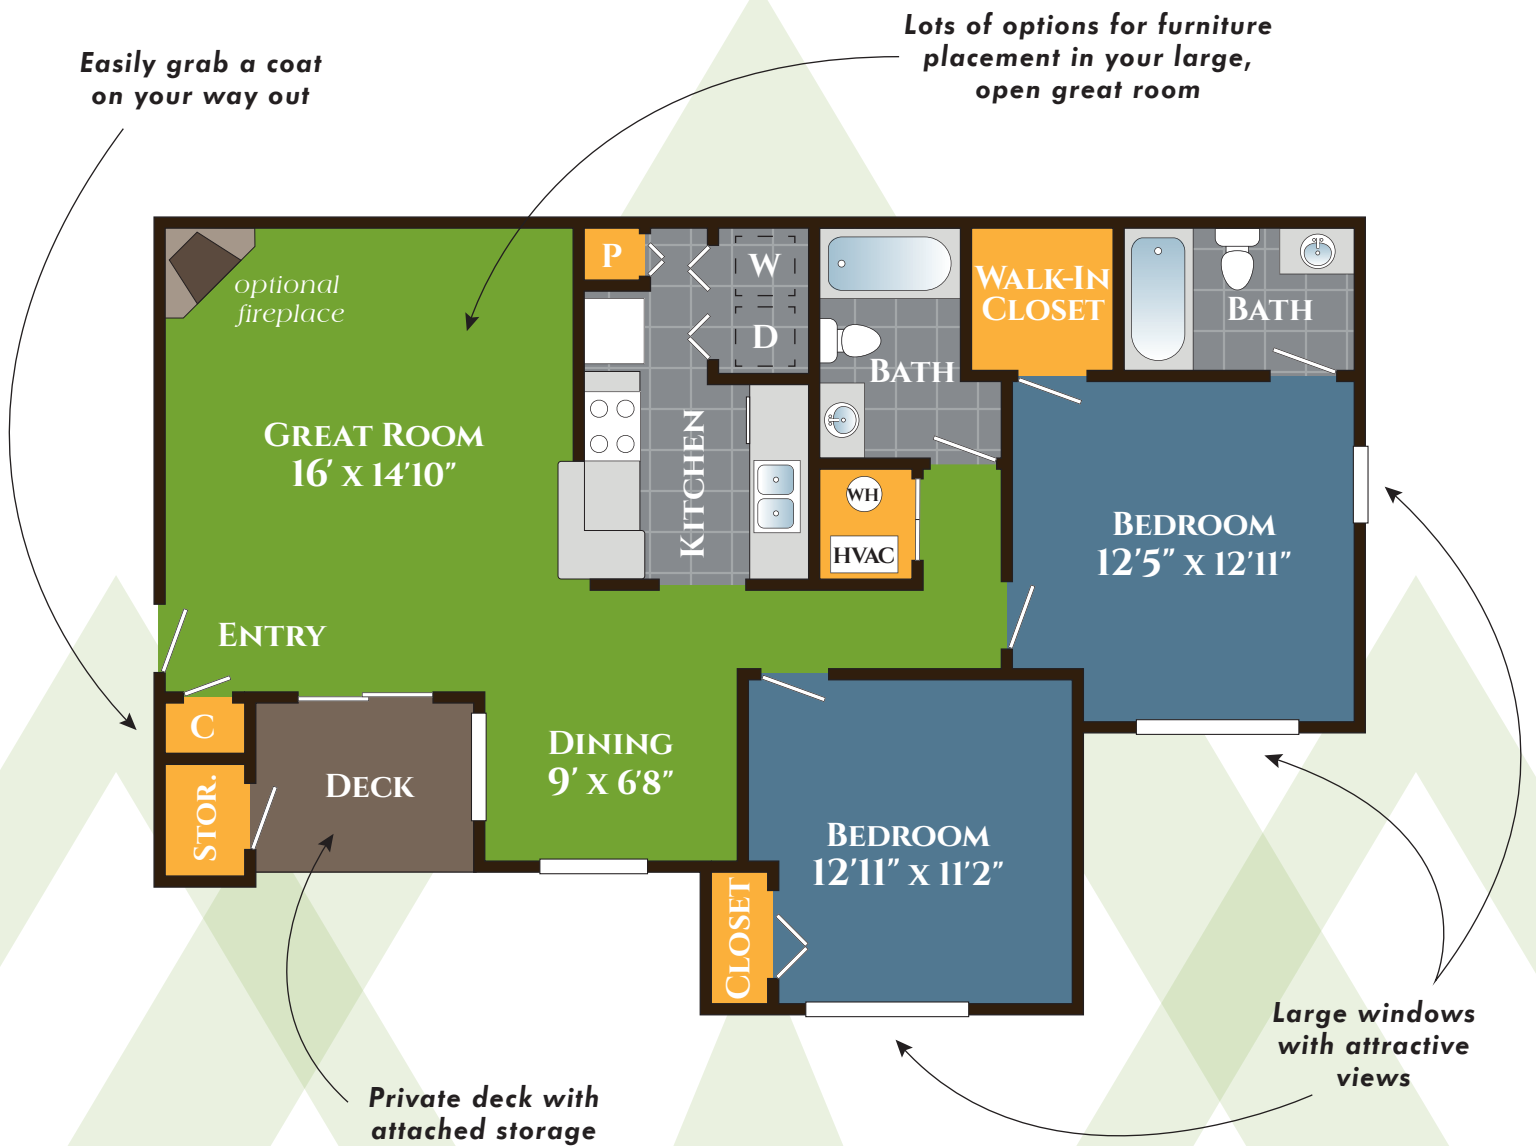 Easily grab a coat
on your way out
Lots of options for furniture
placement in your large,
open great room
optional
fireplace
P
W
D
WALK-IN
CLOSET
BATH
BATH
GREAT ROOM
16' X 14'10"
KITCHEN
WH
HVAC
BEDROOM
12'5" X 12'11"
ENTRY
C
STOR.
DECK
DINING
9' X 6'8"
BEDROOM
12'11" X 11'2"
CLOSET
Large windows
with attractive
views
Private deck with
attached storage